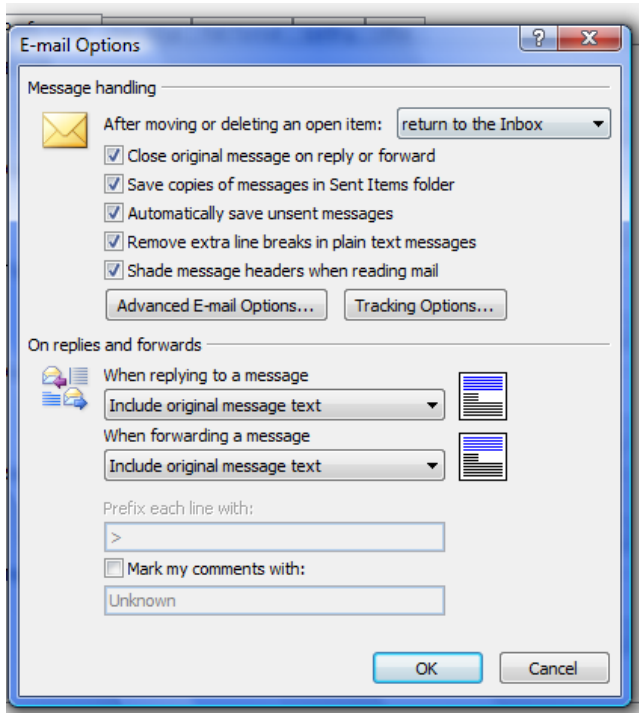 E-mail Options
Message handling
After moving or deleting an open item: return to the Inbox
Close original message on reply or forward
Save copies of messages in Sent Items folder
Automatically save unsent messages
Remove extra line breaks in plain text messages
Shade message headers when reading mail
Advanced E-mail Options... Tracking Options...
On replies and forwards
When replying to a message
Include original message text
When forwarding a message
Include original message text
Prefix each line with:
>
Mark my comments with:
Unknown
OK Cancel